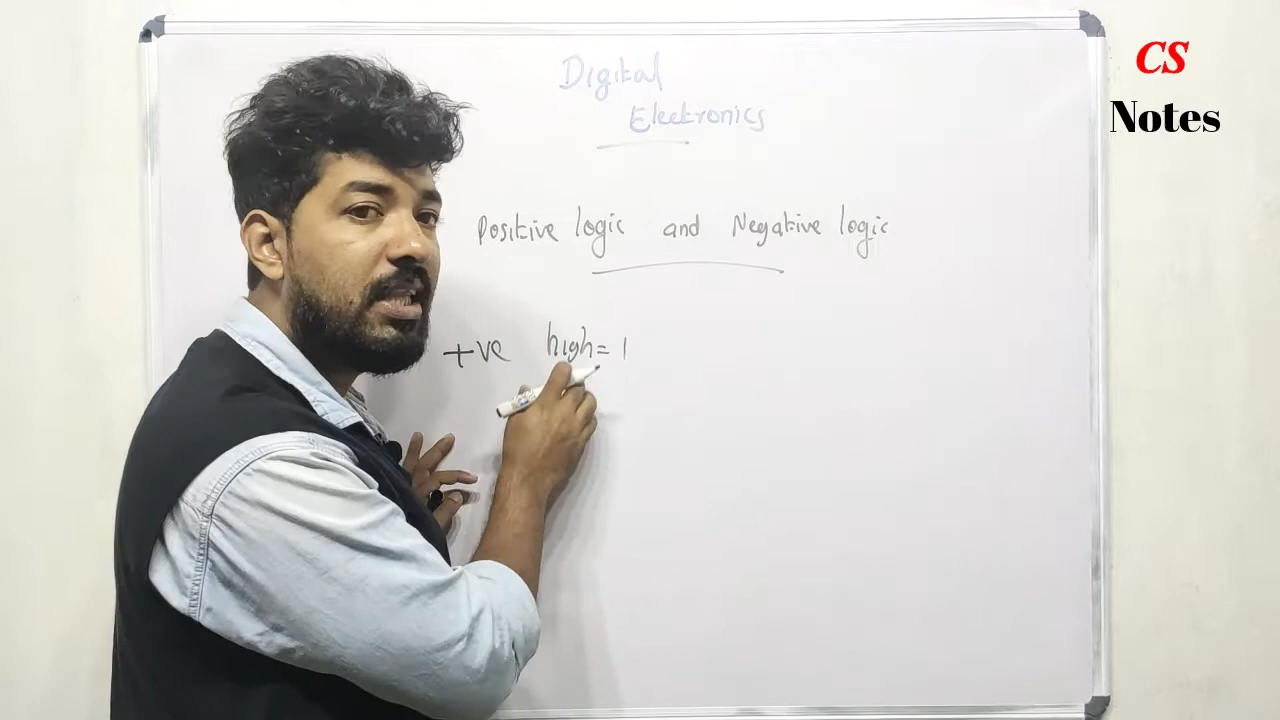 Digital
Electronics
Positive logic and Negative logic
+ve high = 1
CS
Notes